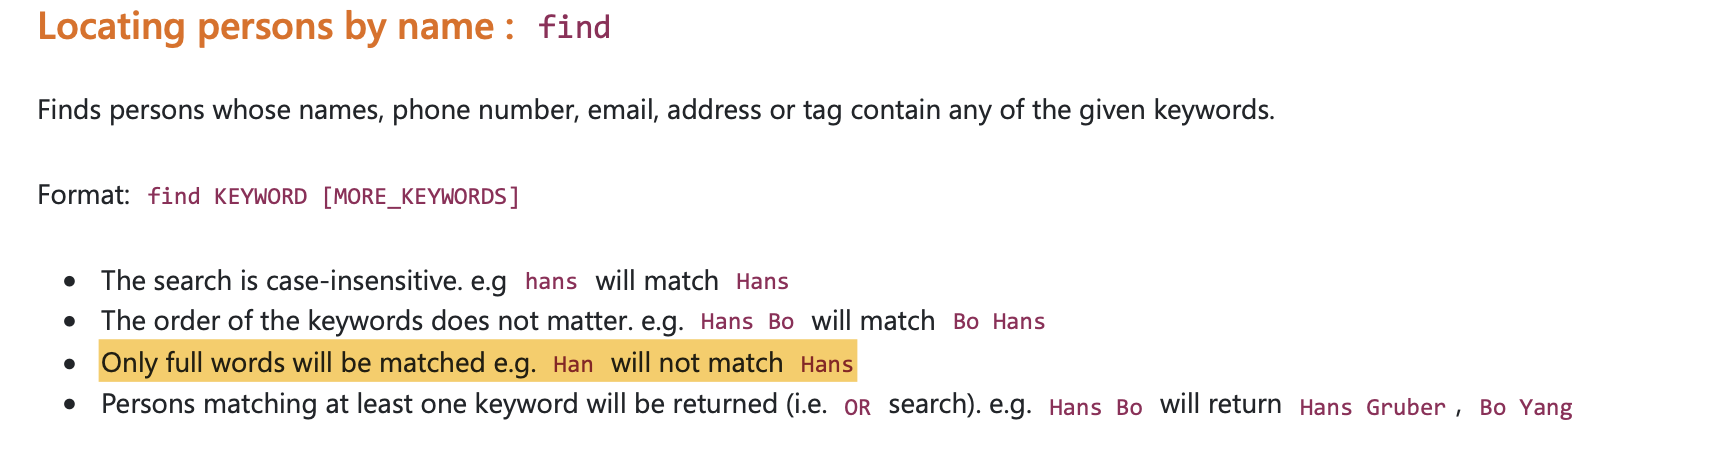 Locating persons by name : find
Finds persons whose names, phone number, email, address or tag contain any of the given keywords.
Format: find KEYWORD [MORE_KEYWORDS]
• The search is case-insensitive. e.g hans will match Hans
• The order of the keywords does not matter. e.g. Hans Bo will match Bo Hans
• Only full words will be matched e.g. Han will not match Hans
• Persons matching at least one keyword will be returned (i.e. OR search). e.g. Hans Bo will return Hans Gruber, Bo Yang